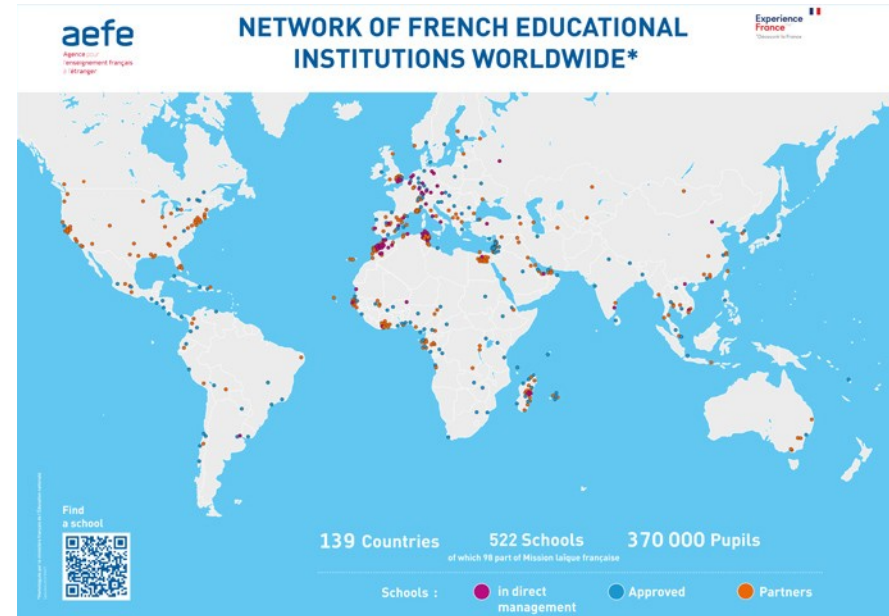 aefe
Agence pour
l'enseignement français
à l'étranger
NETWORK OF FRENCH EDUCATIONAL
INSTITUTIONS WORLDWIDE*
Experience
France
Find
a school
139 Countries
522 Schools
370 000 Pupils
of which 98 part of Mission laïque française
Schools :
in direct
management
Approved
Partners